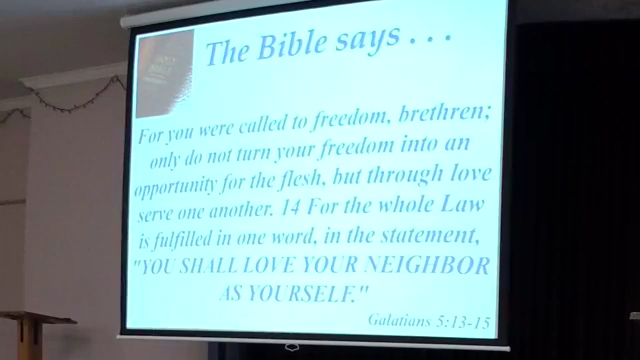 The Bible says . . .
For you were called to freedom, brethren;
only do not turn your freedom into an
opportunity for the flesh, but through love
serve one another. 14 For the whole Law
is fulfilled in one word, in the statement,
"YOU SHALL LOVE YOUR NEIGHBOR
AS YOURSELF."
Galatians 5:13-15